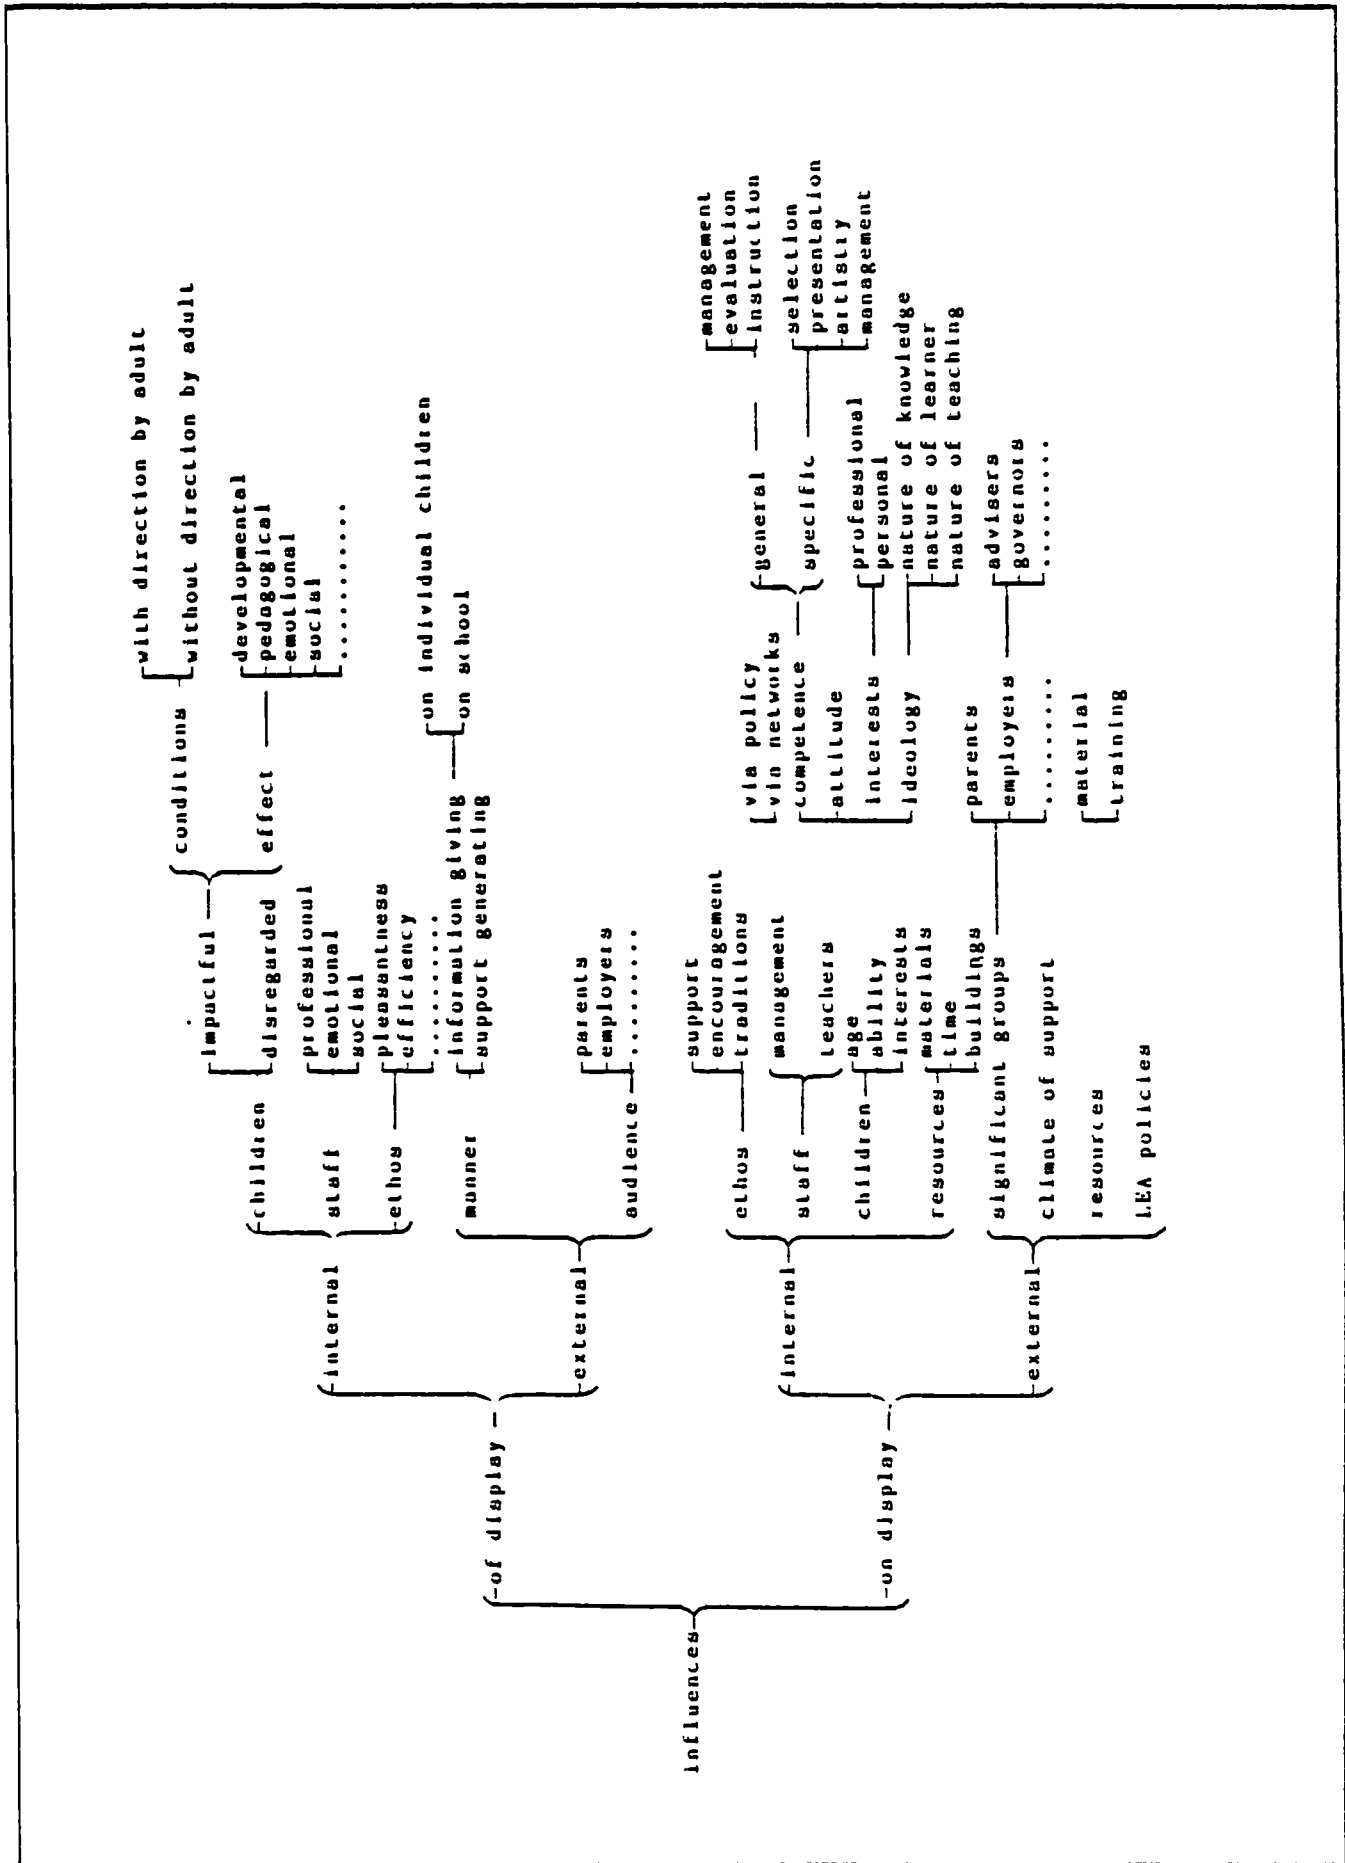 influences
of display
internal
children
impactful
conditions
with direction by adult
without direction by adult
effect
developmental
pedagogical
emotional
social
............
disregarded
staff
professional
emotional
social
ethos
pleasantness
efficiency
..........
external
manner
information giving
on individual children
on school
support generating
audience
parents
employers
.........
on display
internal
ethos
support
encouragement
traditions
staff
management
via policy
via networks
teachers
competence
general
management
evaluation
instruction
specific
selection
presentation
artistry
management
attitude
interests
professional
personal
ideology
nature of knowledge
nature of learner
nature of teaching
children
age
ability
interests
resources
materials
time
buildings
external
significant groups
parents
employers
advisers
governors
.........
........
climate of support
resources
material
training
LEA policies